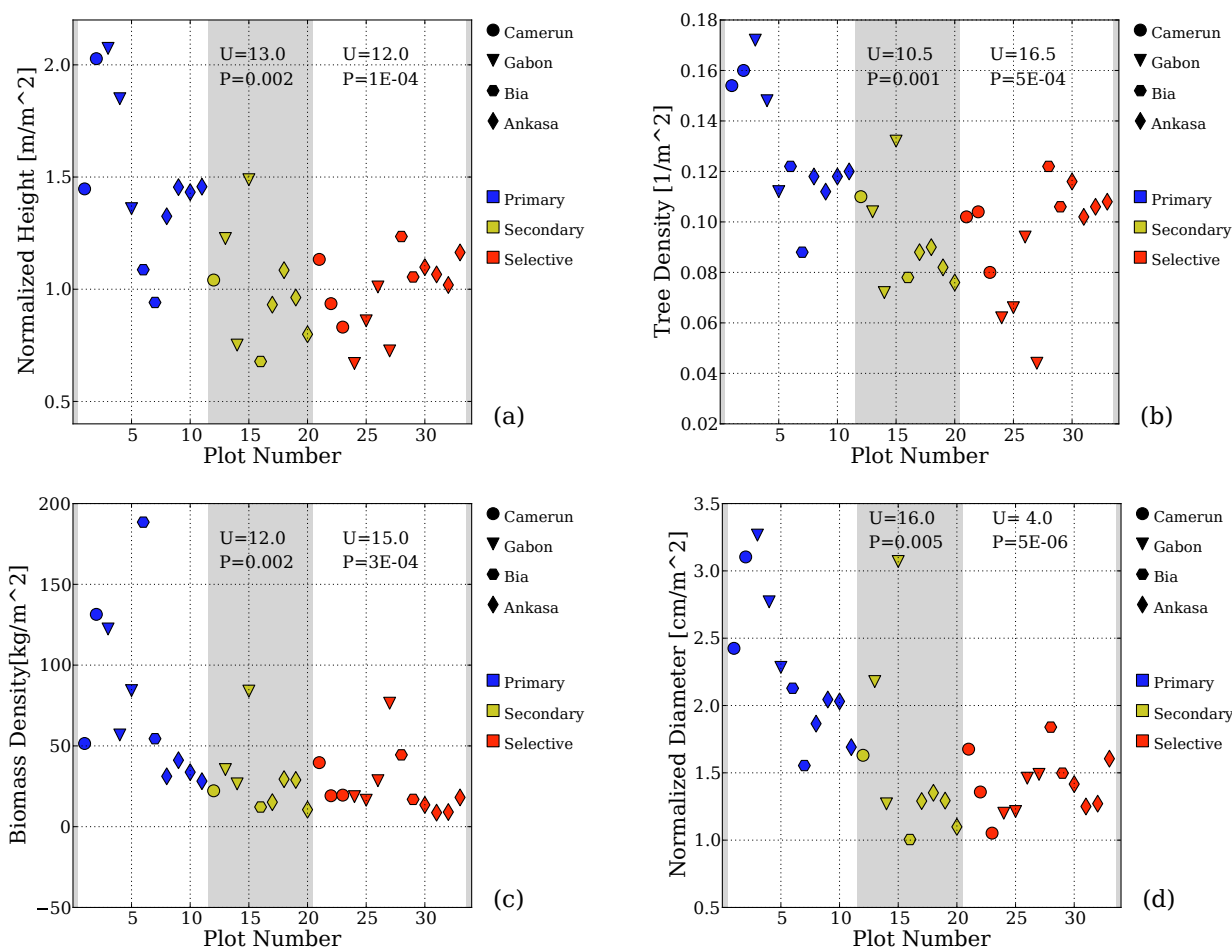 Normalized Height [m/m^2]
2.0
1.5
1.0
0.5
U=13.0
P=0.002
U=12.0
P=1E-04
5 10 15 20 25 30
Plot Number
(a)
Camerun
Gabon
Bia
Ankasa
Primary
Secondary
Selective
Tree Density [1/m^2]
0.18
0.16
0.14
0.12
0.10
0.08
0.06
0.04
0.02
U=10.5
P=0.001
U=16.5
P=5E-04
5 10 15 20 25 30
Plot Number
(b)
Camerun
Gabon
Bia
Ankasa
Primary
Secondary
Selective
Biomass Density[kg/m^2]
200
150
100
50
0
−50
U=12.0
P=0.002
U=15.0
P=3E-04
5 10 15 20 25 30
Plot Number
(c)
Camerun
Gabon
Bia
Ankasa
Primary
Secondary
Selective
Normalized Diameter [cm/m^2]
3.5
3.0
2.5
2.0
1.5
1.0
0.5
U=16.0
P=0.005
U= 4.0
P=5E-06
5 10 15 20 25 30
Plot Number
(d)
Camerun
Gabon
Bia
Ankasa
Primary
Secondary
Selective